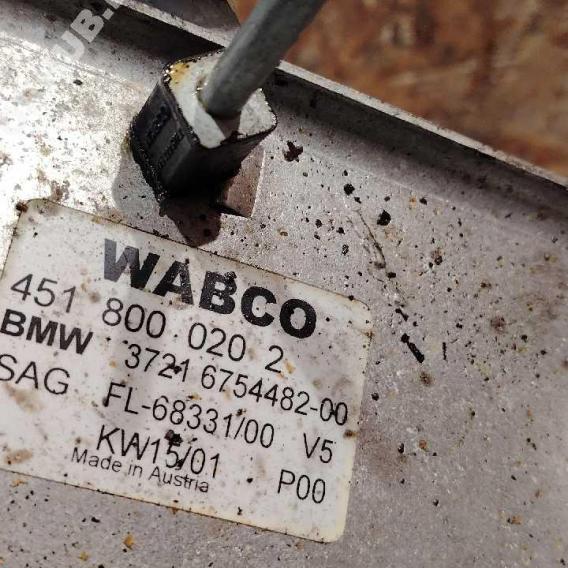 WABCO
451 800 020 2
BMW 3721 6754482-00
SAG FL-68331/00 V5
KW15/01 P00
Made in Austria